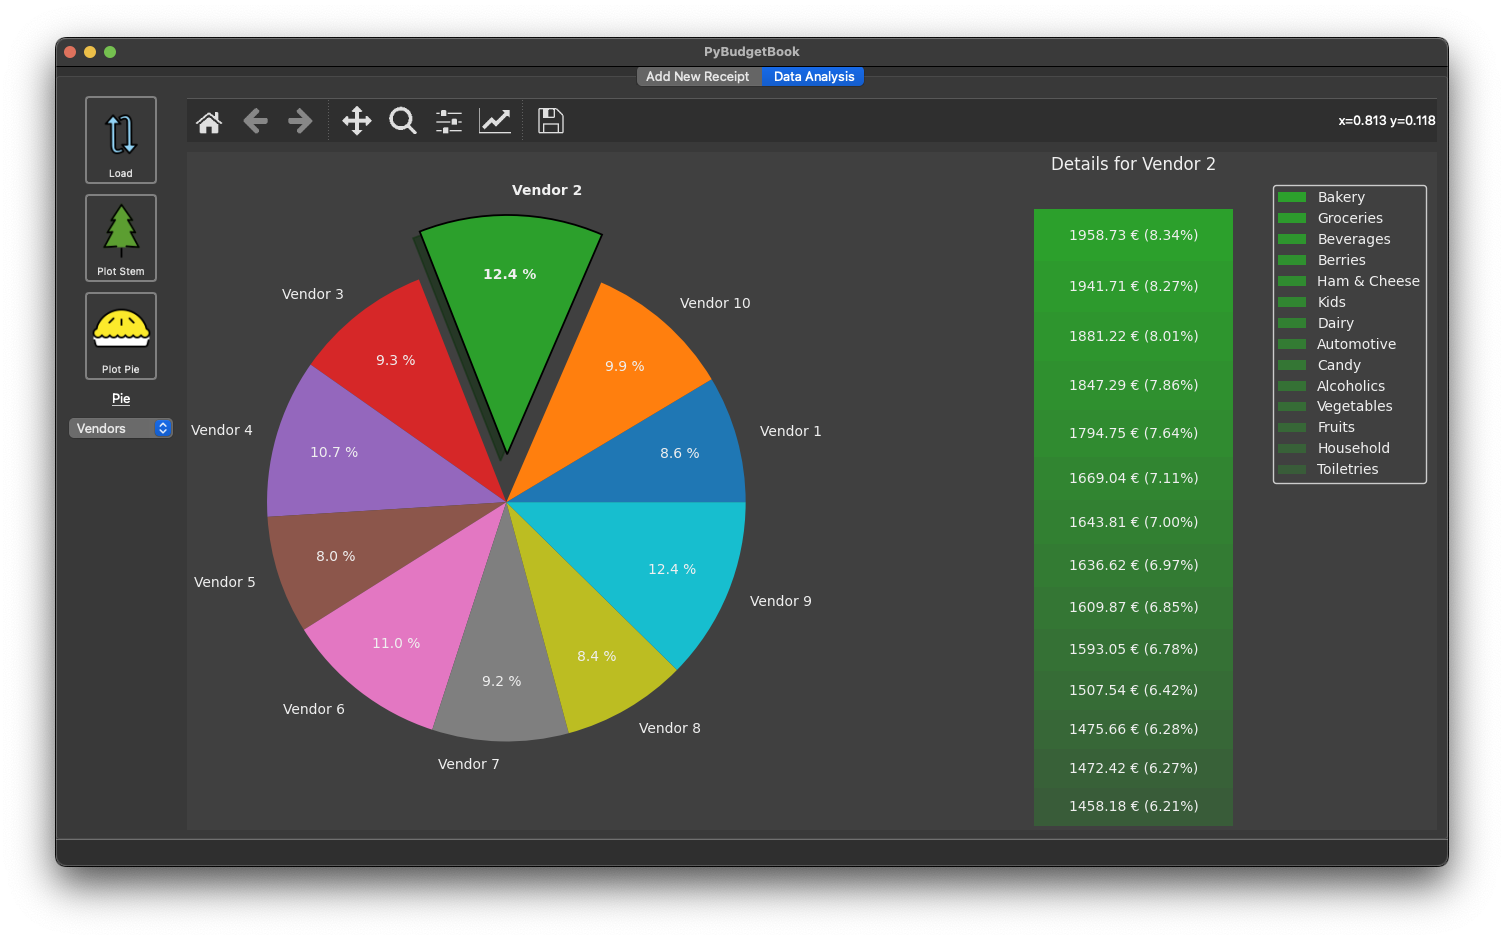 PyBudgetBook
Add New Receipt Data Analysis
x=0.813 y=0.118
Load
Plot Stem
Plot Pie
Pie
Vendors
Vendor 2
12.4 %
Vendor 3
9.3 %
Vendor 10
9.9 %
Vendor 4
10.7 %
Vendor 1
8.6 %
Vendor 5
8.0 %
Vendor 9
12.4 %
Vendor 6
11.0 %
Vendor 7
9.2 %
Vendor 8
8.4 %
Details for Vendor 2
1958.73 € (8.34%)
1941.71 € (8.27%)
1881.22 € (8.01%)
1847.29 € (7.86%)
1794.75 € (7.64%)
1669.04 € (7.11%)
1643.81 € (7.00%)
1636.62 € (6.97%)
1609.87 € (6.85%)
1593.05 € (6.78%)
1507.54 € (6.42%)
1475.66 € (6.28%)
1472.42 € (6.27%)
1458.18 € (6.21%)
Bakery
Groceries
Beverages
Berries
Ham & Cheese
Kids
Dairy
Automotive
Candy
Alcoholics
Vegetables
Fruits
Household
Toiletries